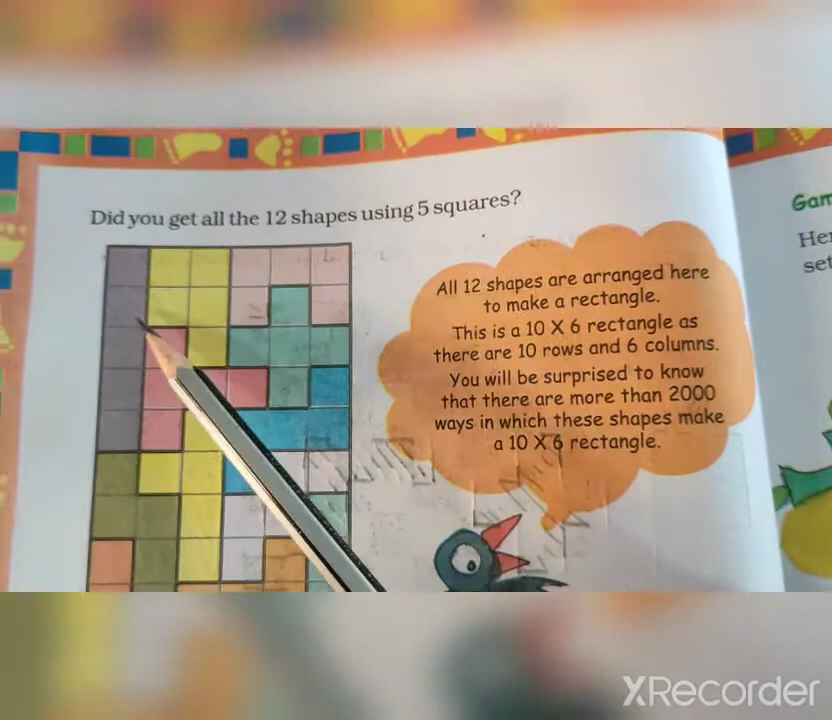 Did you get all the 12 shapes using 5 squares?
All 12 shapes are arranged here
to make a rectangle.
This is a 10 X 6 rectangle as
there are 10 rows and 6 columns.
You will be surprised to know
that there are more than 2000
ways in which these shapes make
a 10 X 6 rectangle.
XRecorder